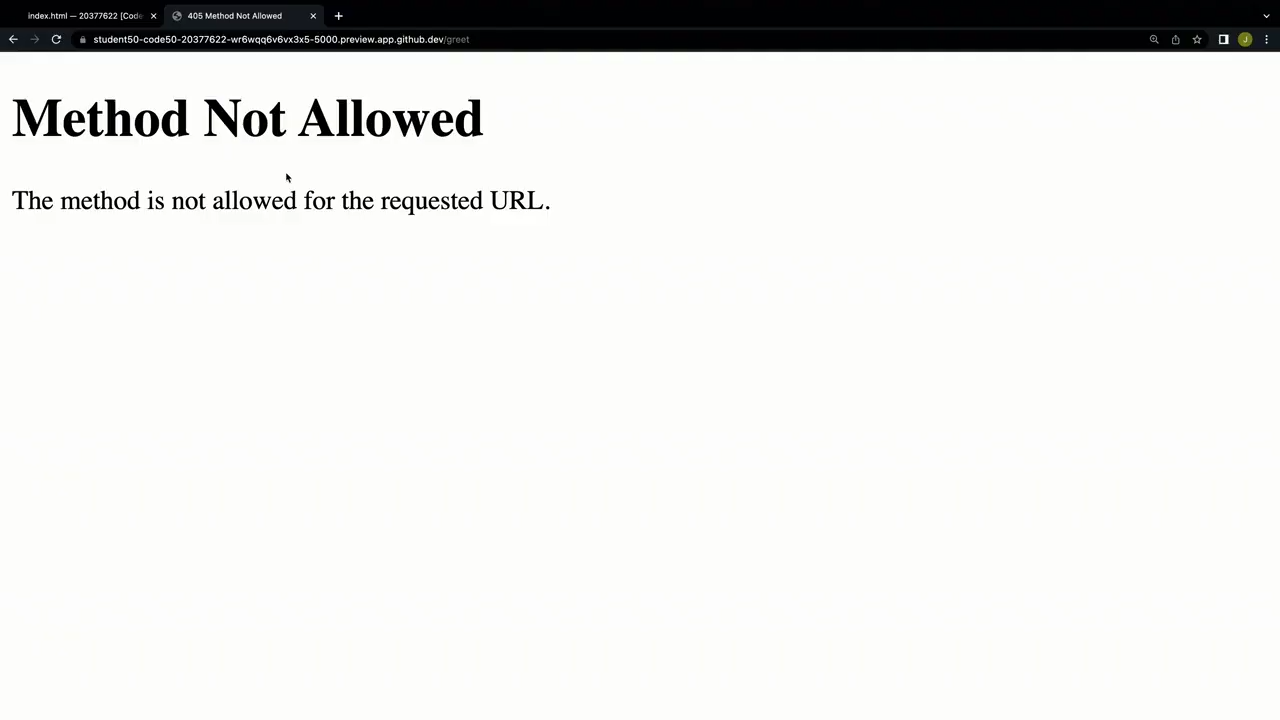 index.html — 20377622 [Code
405 Method Not Allowed
student50-code50-20377622-wr6wqq6v6vx3x5-5000.preview.app.github.dev/greet
J
Method Not Allowed
The method is not allowed for the requested URL.